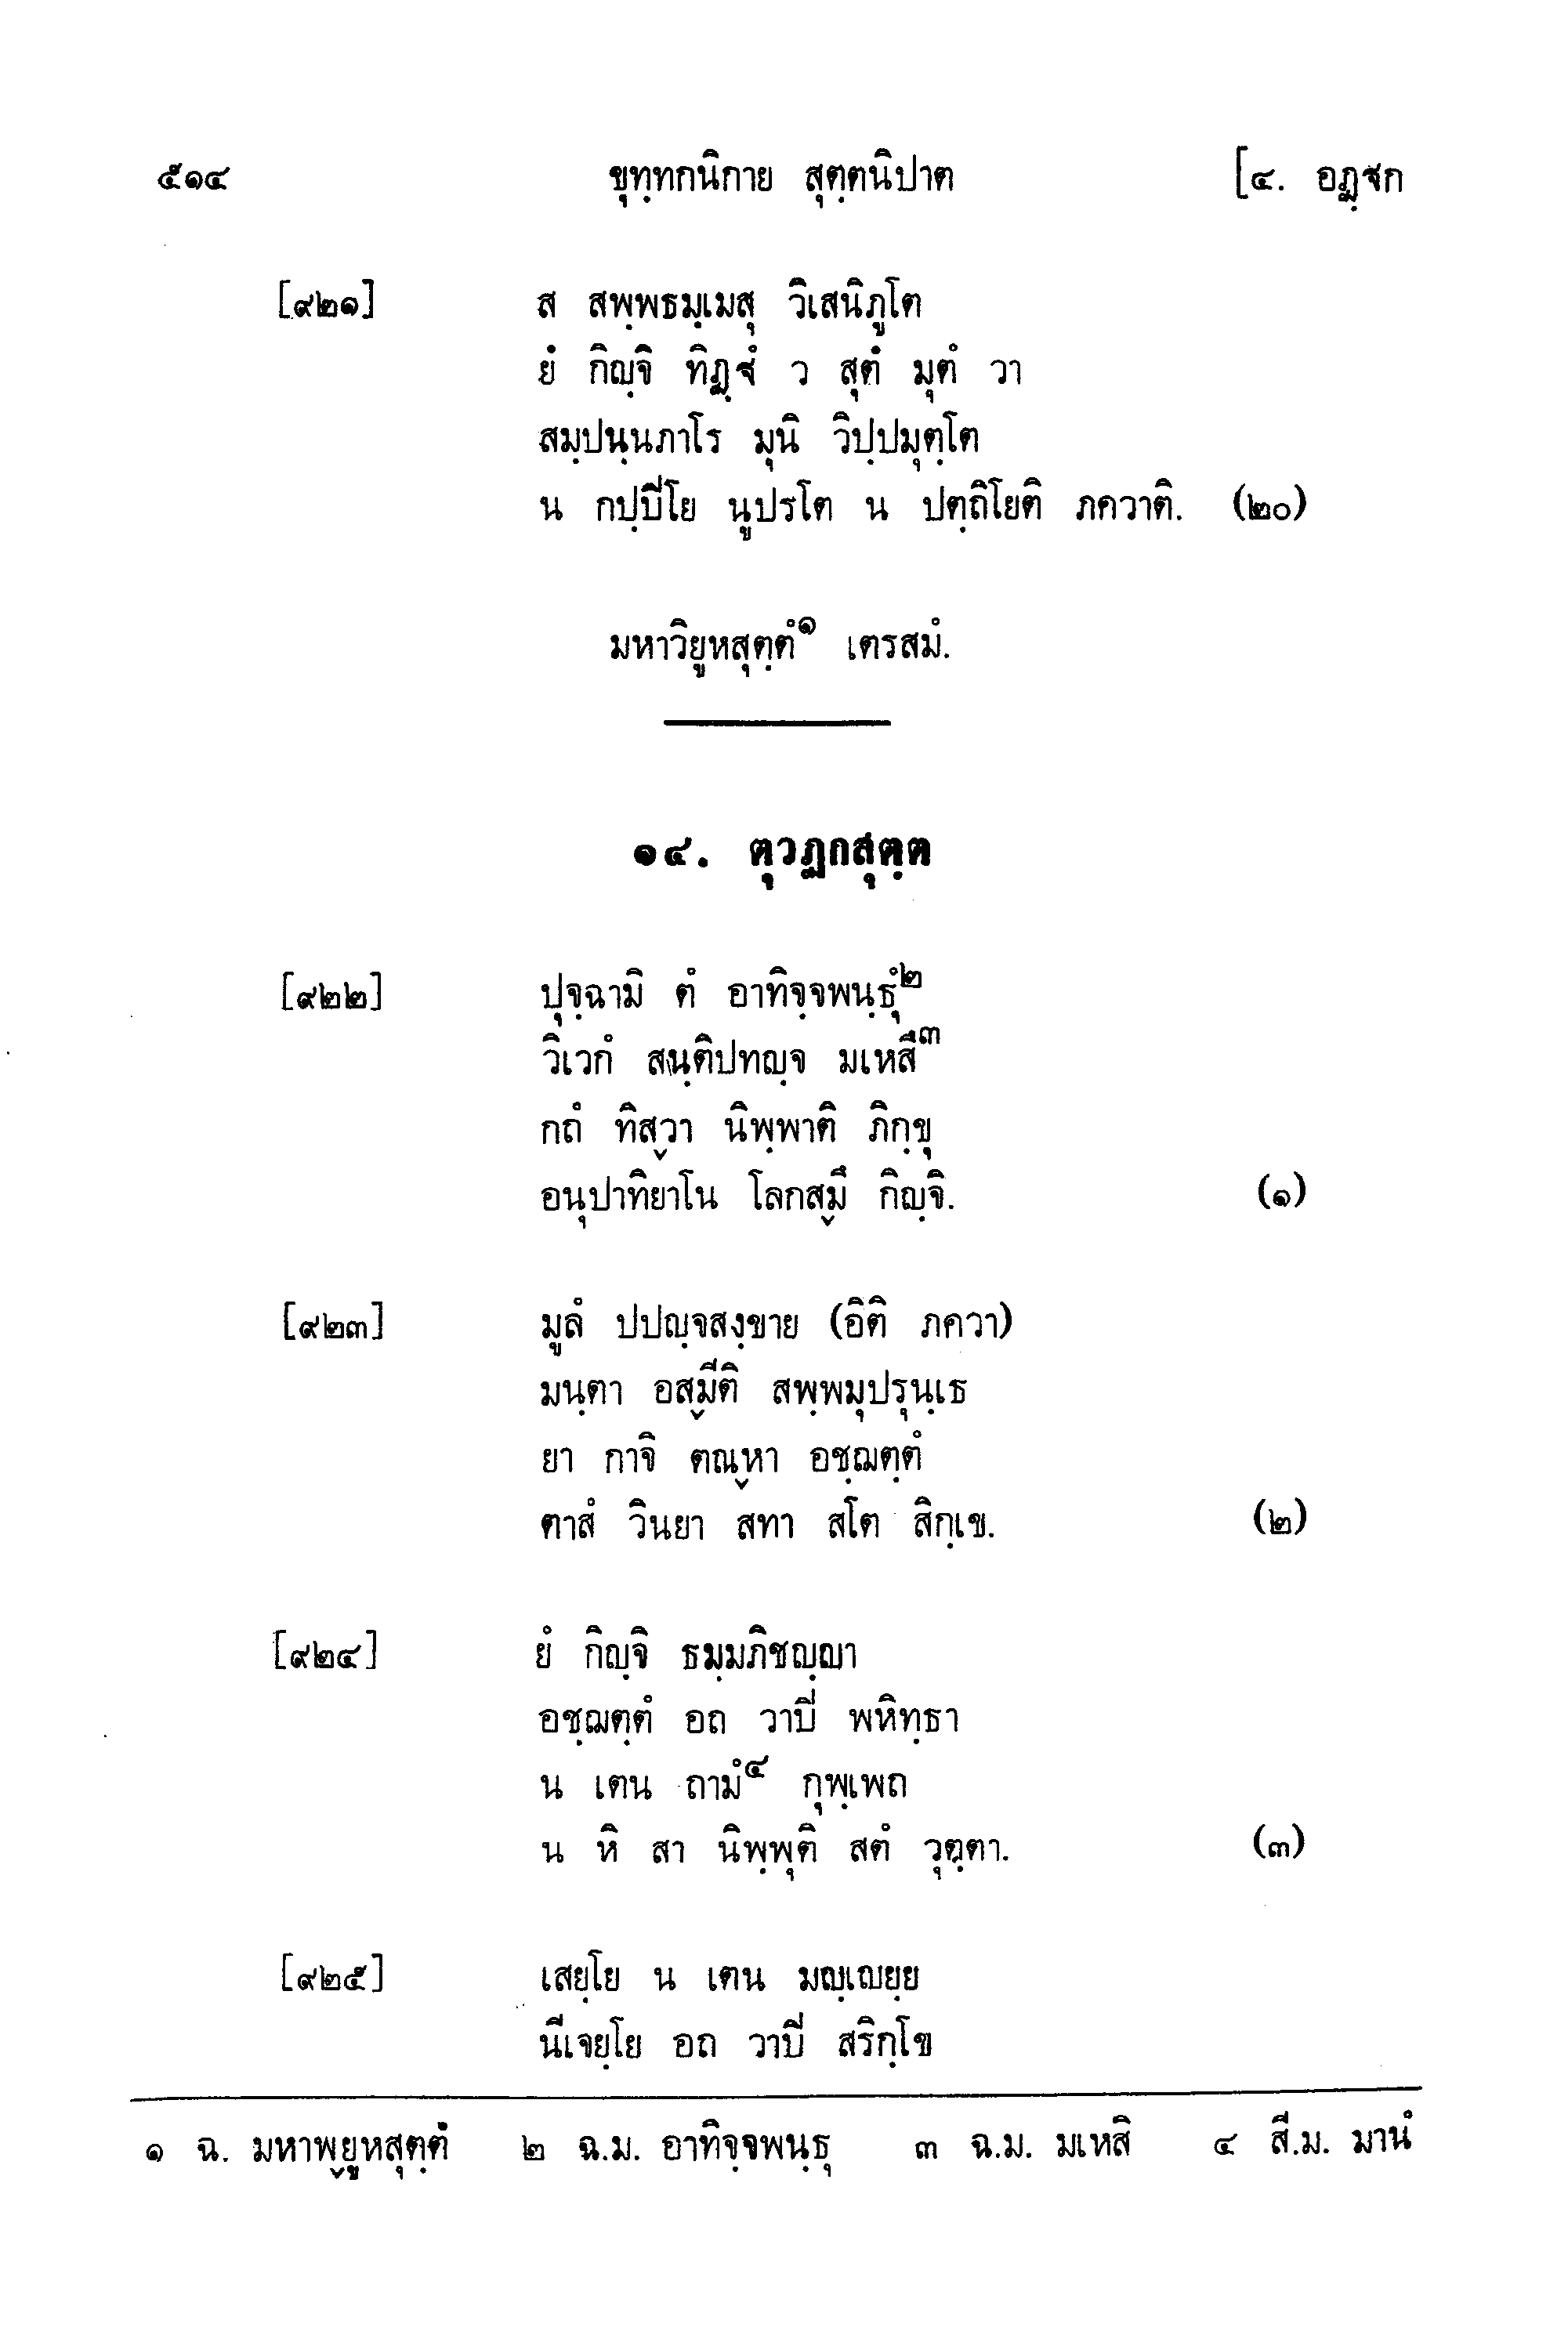 ๕๑๔ ขุทฺทกนิกาย สุตฺตนิปาต [๔. อฏฺฐก
[๙๒๑] ส สพฺพธมฺเมสุ วิเสนิภูโต
ยํ กิญฺจิ ทิฏฺฐํ ว สุตํ มุตํ วา
สมฺปนฺนภาโร มุนิ วิปฺปมุตฺโต
น กปฺปิโย นูปรโต น ปตฺถิโยติ ภควาติ. (๒๐)
มหาวิยูหสุตฺตํ๑ เตรสมํ.
๑๔. ตุวฏกสุตฺต
[๙๒๒] ปุจฺฉามิ ตํ อาทิจฺจพนฺธุํ๒
วิเวกํ สนฺติปทญฺจ มเหสึ๓
กถํ ทิสฺวา นิพฺพาติ ภิกฺขุ
อนุปาทิยาโน โลกสฺมึ กิญฺจิ. (๑)
[๙๒๓] มูลํ ปปญฺจสงฺขาย (อิติ ภควา)
มนฺตา อสฺมีติ สพฺพมุปรุนฺเธ
ยา กาจิ ตณฺหา อชฺฌตฺตํ
ตาสํ วินยา สทา สโต สิกฺเข. (๒)
[๙๒๔] ยํ กิญฺจิ ธมฺมภิชญฺญา
อชฺฌตฺตํ อถ วาปิ พหิทฺธา
น เตน ถามํ๔ กุพฺเพถ
น หิ สา นิพฺพุติ สตํ วุตฺตา. (๓)
[๙๒๕] เสยฺโย น เตน มญฺเญยฺย
นีเจยฺโย อถ วาปิ สริกฺโข
๑ ฉ. มหาพฺยูหสุตฺตํ ๒ ฉ.ม. อาทิจฺจพนฺธุ ๓ ฉ.ม. มเหสิ ๔ สี.ม. มานํ